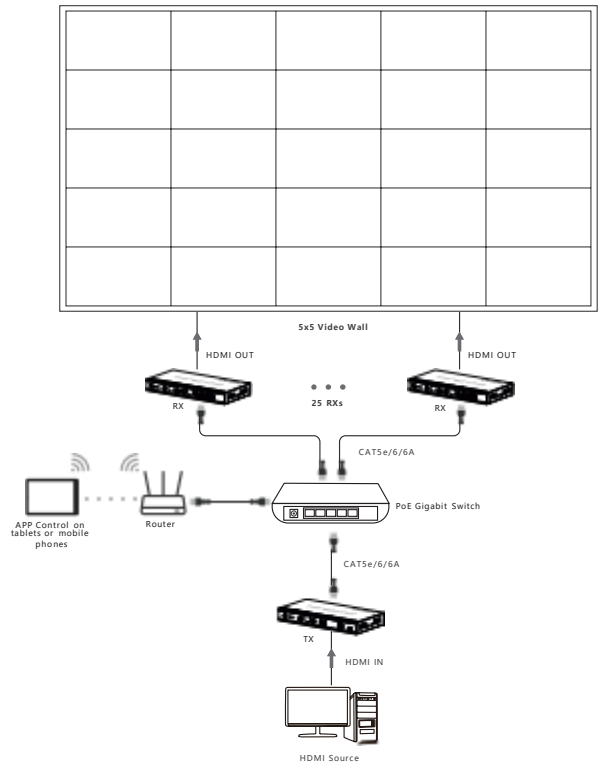 5x5 Video Wall
HDMI OUT
HDMI OUT
RX
25 RXs
RX
CAT5e/6/6A
PoE Gigabit Switch
APP Control on
tablets or mobile
phones
Router
CAT5e/6/6A
TX
HDMI IN
HDMI Source